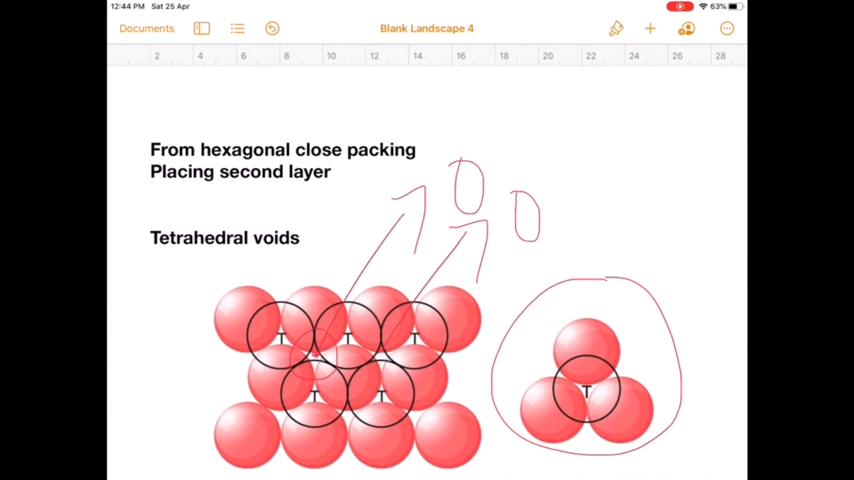 12:44 PM Sat 25 Apr
63%
Documents
Blank Landscape 4
2 4 6 8 10 12 14 16 18 20 22 24 26 28
From hexagonal close packing
Placing second layer
O
O
Tetrahedral voids
T T T
T T
T